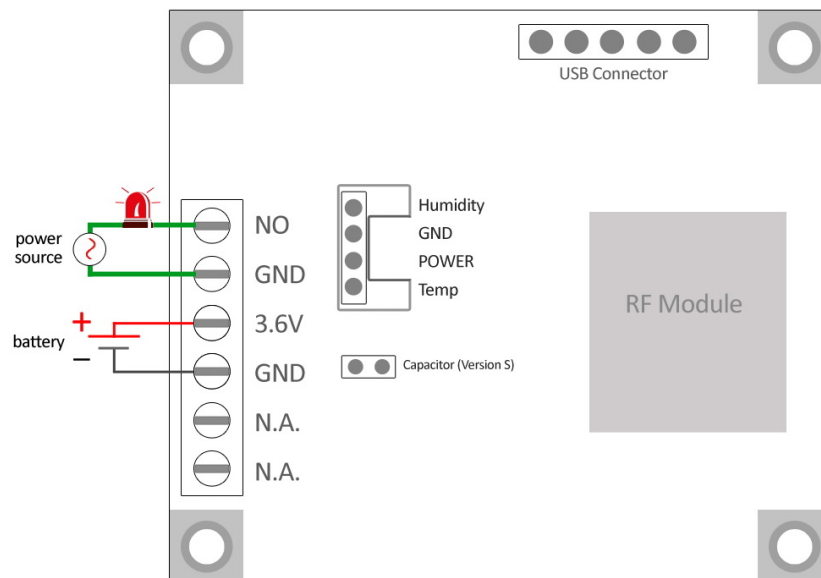 USB Connector
Humidity
GND
POWER
Temp
NO
GND
3.6V
GND
N.A.
N.A.
power
source
+
battery
–
Capacitor (Version S)
RF Module